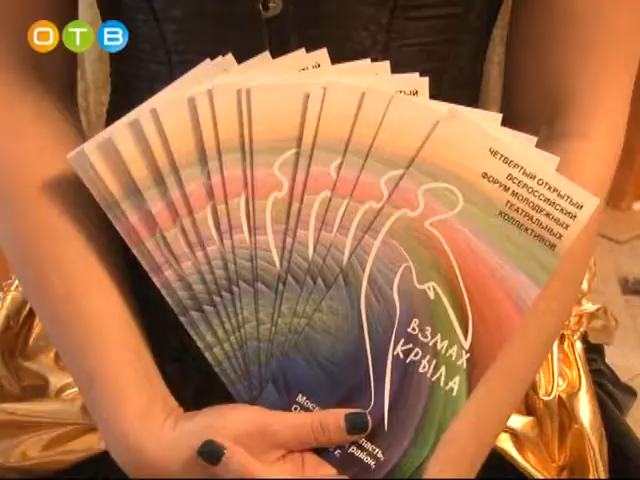 ОТВ
ЧЕТВЕРТЫЙ ОТКРЫТЫЙ
ВСЕРОССИЙСКИЙ
ФОРУМ МОЛОДЕЖНЫХ
ТЕАТРАЛЬНЫХ
КОЛЛЕКТИВОВ
ВЗМАХ
КРЫЛА
район,